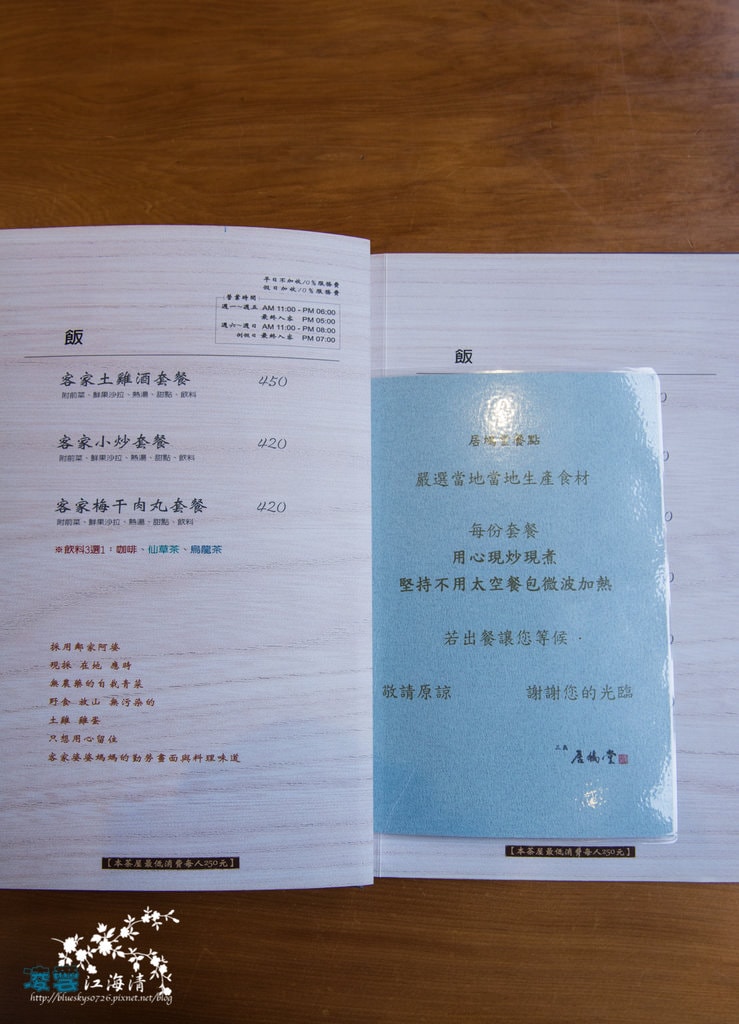 平日不加收10%服務費
假日加收10%服務費
營業時間
週一~週五 AM 11:00 - PM 06:00
最終入客 PM 05:00
週六~週日 AM 11:00 - PM 08:00
例假日 最終入客 PM 07:00
飯
客家土雞酒套餐 450
附前菜、鮮果沙拉、熱湯、甜點、飲料
客家小炒套餐 420
附前菜、鮮果沙拉、熱湯、甜點、飲料
客家梅干肉丸套餐 420
附前菜、鮮果沙拉、熱湯、甜點、飲料
※飲料3選1：咖啡、仙草茶、烏龍茶
採用鄰家阿婆
現採 在地 應時
無農藥的自栽青菜
野食 放山 無污染的
土雞 雞蛋
只想用心留住
客家婆婆媽媽的勤勞畫面與料理味道
【本茶屋最低消費每人250元】
飯
餐點
嚴選當地當地生產食材
每份套餐
用心現炒現煮
堅持不用太空餐包微波加熱
若出餐讓您等候．
敬請原諒 謝謝您的光臨
三義
【本茶屋最低消費每人250元】
江海清
http://bluesky50726.pixnet.net/blog